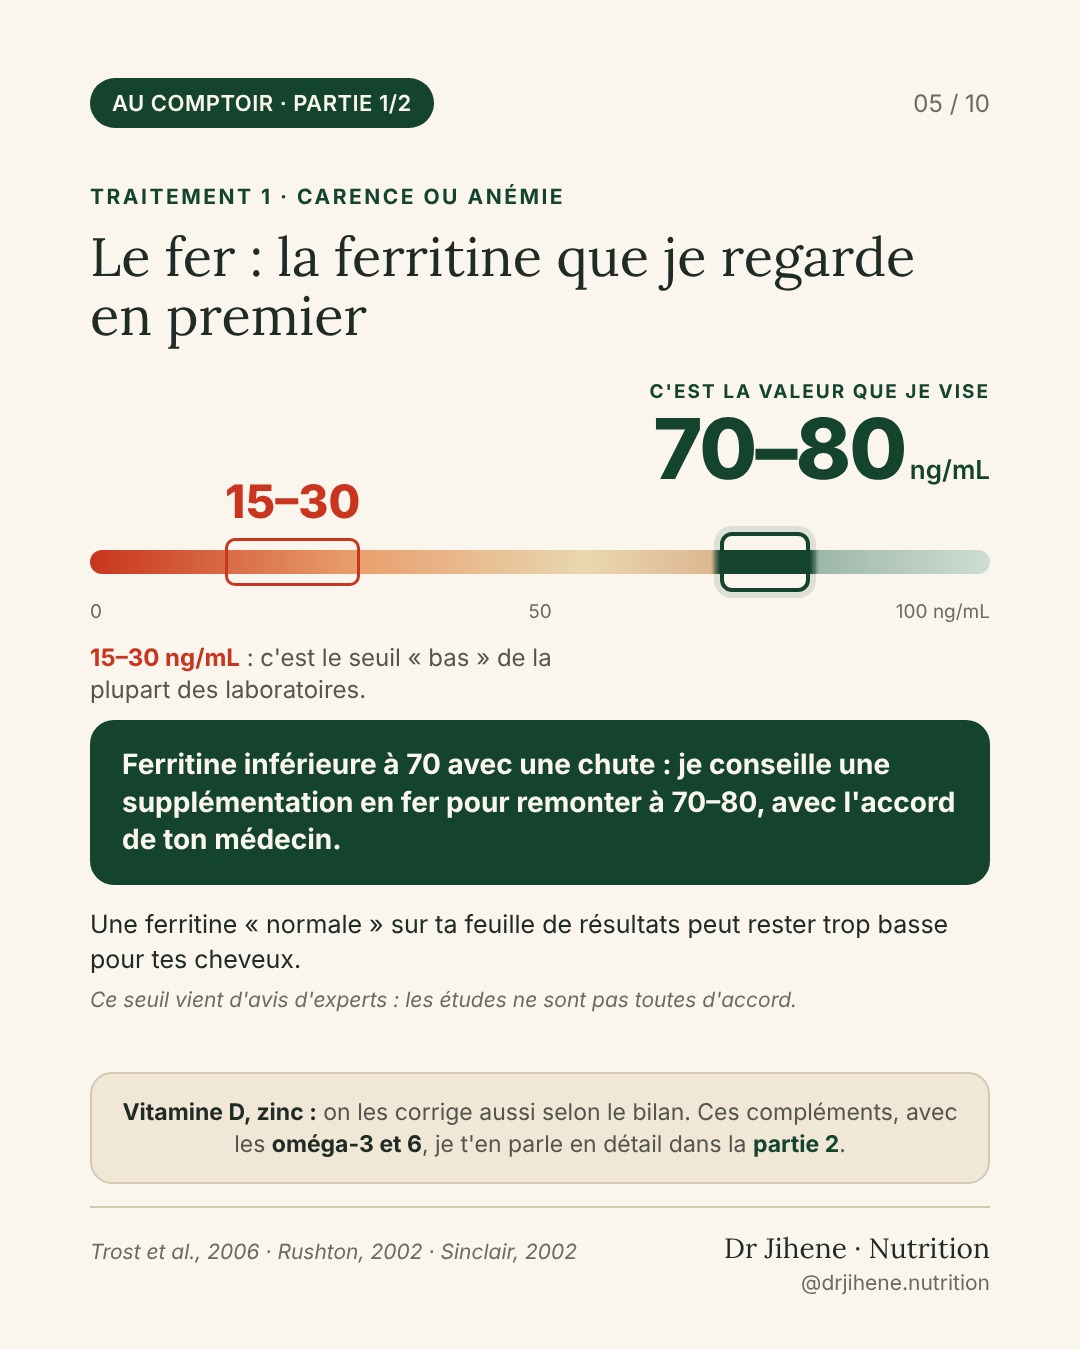 AU COMPTOIR · PARTIE 1/2
05 / 10
TRAITEMENT 1 · CARENCE OU ANÉMIE
Le fer : la ferritine que je regarde
en premier
C'EST LA VALEUR QUE JE VISE
70–80 ng/mL
15–30
0
50
100 ng/mL
15–30 ng/mL : c'est le seuil « bas » de la
plupart des laboratoires.
Ferritine inférieure à 70 avec une chute : je conseille une
supplémentation en fer pour remonter à 70–80, avec l'accord
de ton médecin.
Une ferritine « normale » sur ta feuille de résultats peut rester trop basse
pour tes cheveux.
Ce seuil vient d'avis d'experts : les études ne sont pas toutes d'accord.
Vitamine D, zinc : on les corrige aussi selon le bilan. Ces compléments, avec
les oméga-3 et 6, je t'en parle en détail dans la partie 2.
Trost et al., 2006 · Rushton, 2002 · Sinclair, 2002
Dr Jihene · Nutrition
@drjihene.nutrition